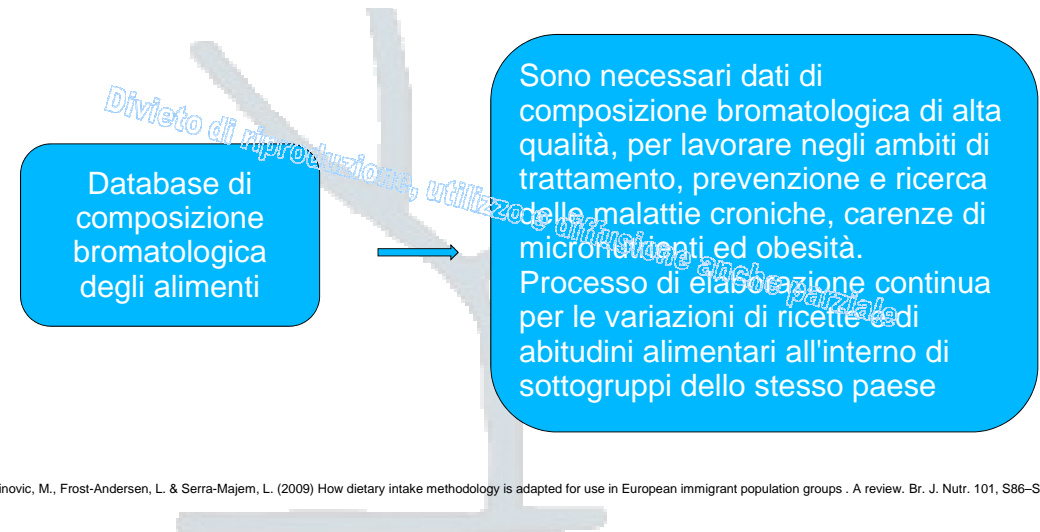 Database di
composizione
bromatologica
degli alimenti
Sono necessari dati di
composizione bromatologica di alta
qualità, per lavorare negli ambiti di
trattamento, prevenzione e ricerca
delle malattie croniche, carenze di
micronutrienti ed obesità.
Processo di elaborazione continua
per le variazioni di ricette e di
abitudini alimentari all'interno di
sottogruppi dello stesso paese
Divieto di riproduzione, utilizzo e diffusione anche parziale
inovic, M., Frost-Andersen, L. & Serra-Majem, L. (2009) How dietary intake methodology is adapted for use in European immigrant population groups . A review. Br. J. Nutr. 101, S86–S